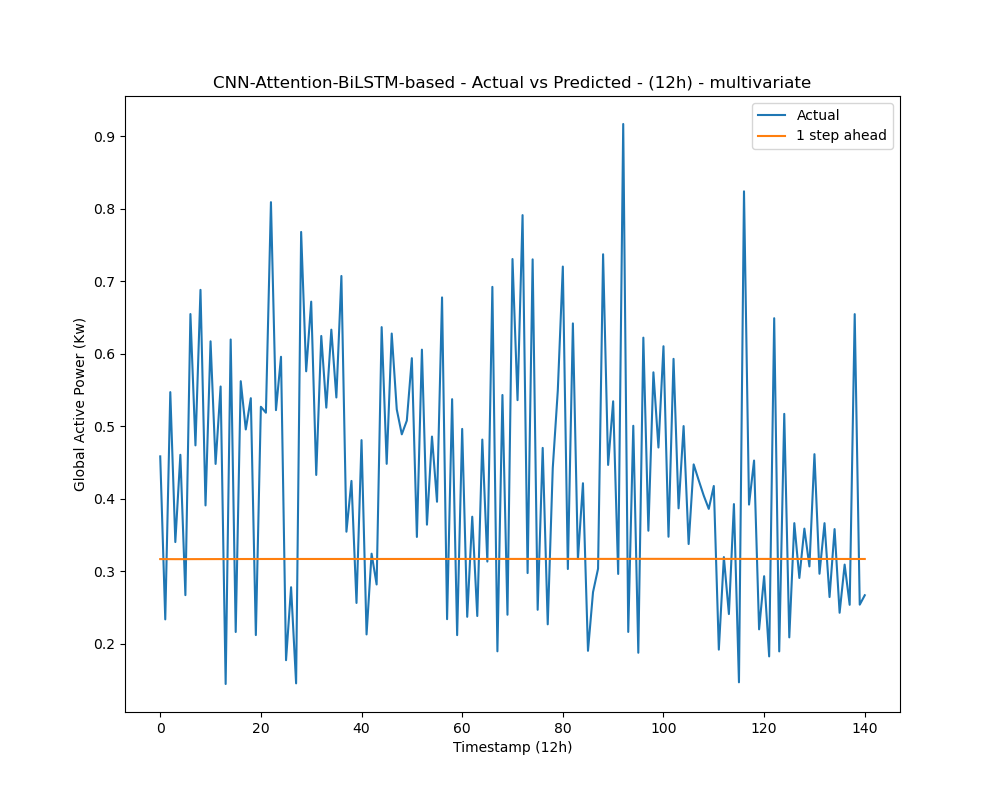 CNN-Attention-BiLSTM-based - Actual vs Predicted - (12h) - multivariate
Actual
1 step ahead
Global Active Power (Kw)
0.9
0.8
0.7
0.6
0.5
0.4
0.3
0.2
0 20 40 60 80 100 120 140
Timestamp (12h)